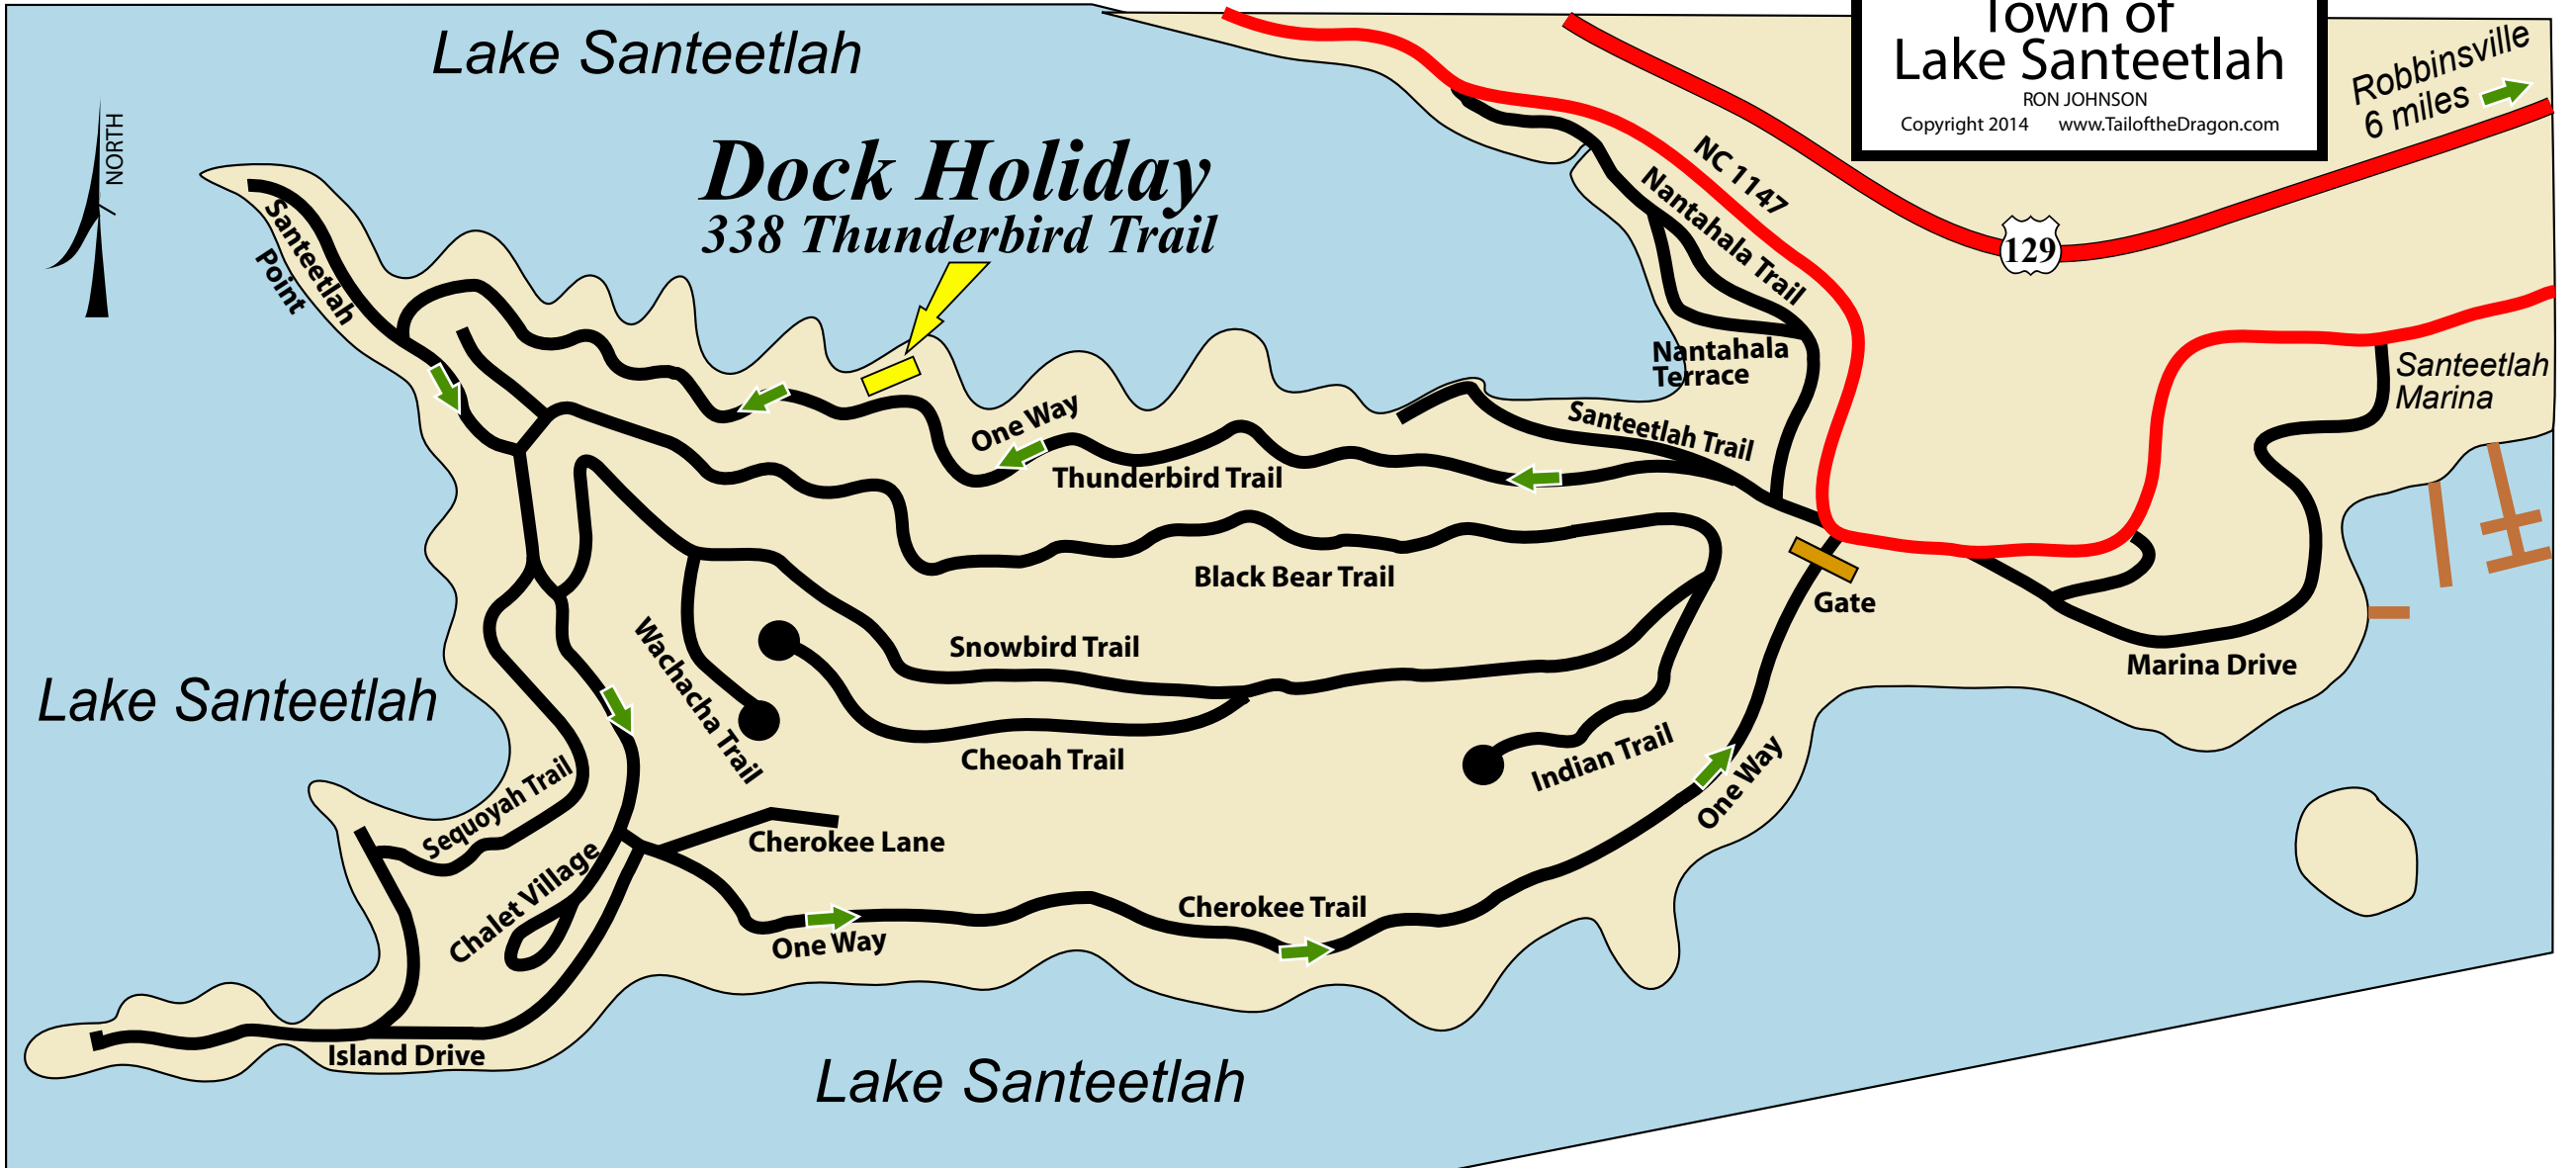 Town of
Lake Santeetlah
RON JOHNSON
Copyright 2014 www.TailoftheDragon.com
Robbinsville
6 miles
Lake Santeetlah
NORTH
Dock Holiday
338 Thunderbird Trail
NC 1147
Nantahala Trail
129
Santeetlah
Point
Nantahala
Terrace
Santeetlah
Marina
One Way
Santeetlah Trail
Thunderbird Trail
Black Bear Trail
Gate
Snowbird Trail
Wachacha Trail
Marina Drive
Lake Santeetlah
Cheoah Trail
Indian Trail
One Way
Sequoyah Trail
Cherokee Lane
Chalet Village
Cherokee Trail
One Way
Island Drive
Lake Santeetlah